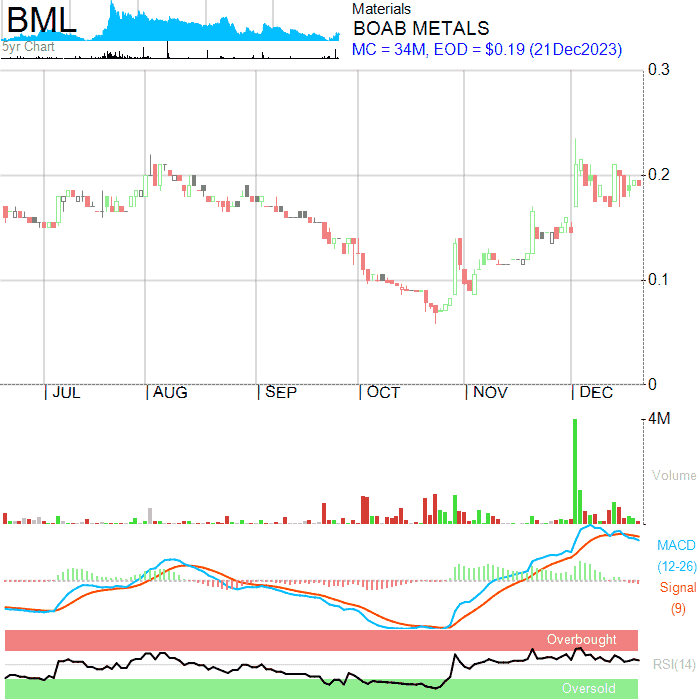 BML
5yr Chart
Materials
BOAB METALS
MC = 34M, EOD = $0.19 (21Dec2023)
0.3
0.2
0.1
0
JUL AUG SEP OCT NOV DEC
4M
Volume
MACD
(12-26)
Signal
(9)
Overbought
RSI(14)
Oversold